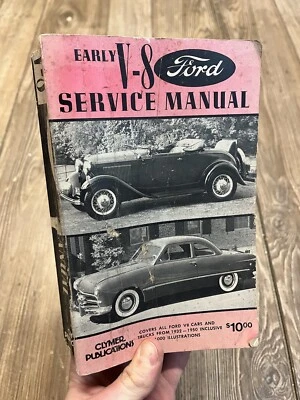 EARLY V-8 Ford
SERVICE MANUAL
CLYMER
PUBLICATIONS
COVERS ALL FORD V8 CARS AND
TRUCKS FROM 1932-1950 INCLUSIVE
000 ILLUSTRATIONS
$10.00